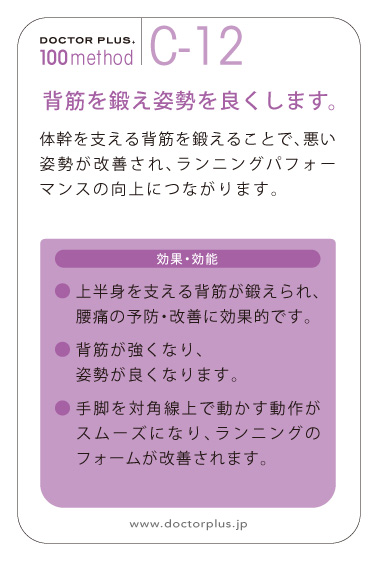 DOCTOR PLUS.
100method
C-12
背筋を鍛え姿勢を良くします。
体幹を支える背筋を鍛えることで、悪い
姿勢が改善され、ランニングパフォー
マンスの向上につながります。
効果・効能
● 上半身を支える背筋が鍛えられ、
腰痛の予防・改善に効果的です。
● 背筋が強くなり、
姿勢が良くなります。
● 手脚を対角線上で動かす動作が
スムーズになり、ランニングの
フォームが改善されます。
www.doctorplus.jp